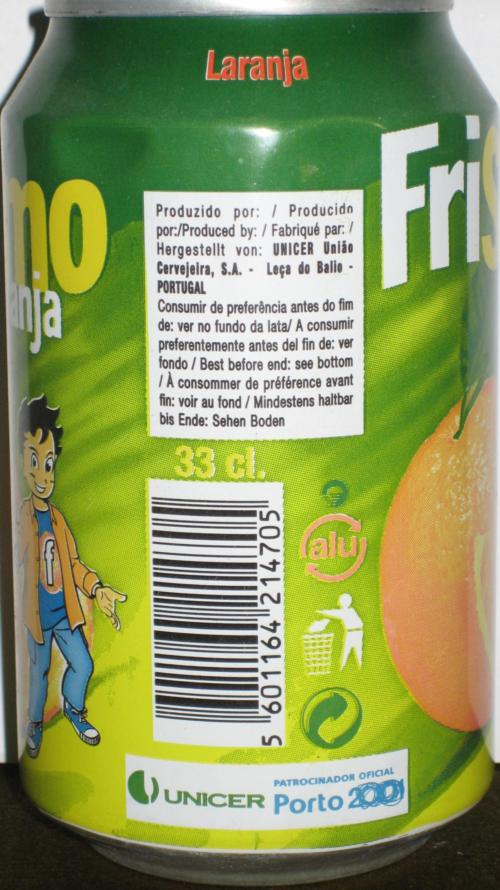 Laranja
Fris
mo
anja
Produzido por: / Producido
por:/Produced by: / Fabriqué par: /
Hergestellt von: UNICER União
Cervejeira, S.A. - Leça do Balio -
PORTUGAL
Consumir de preferência antes do fim
de: ver no fundo da lata/ A consumir
preferentemente antes del fin de: ver
fondo / Best before end: see bottom
/ À consommer de préférence avant
fin: voir au fond / Mindestens haltbar
bis Ende: Sehen Boden
33 cl.
5 601164 214705
alu
f
UNICER
PATROCINADOR OFICIAL
Porto 2001